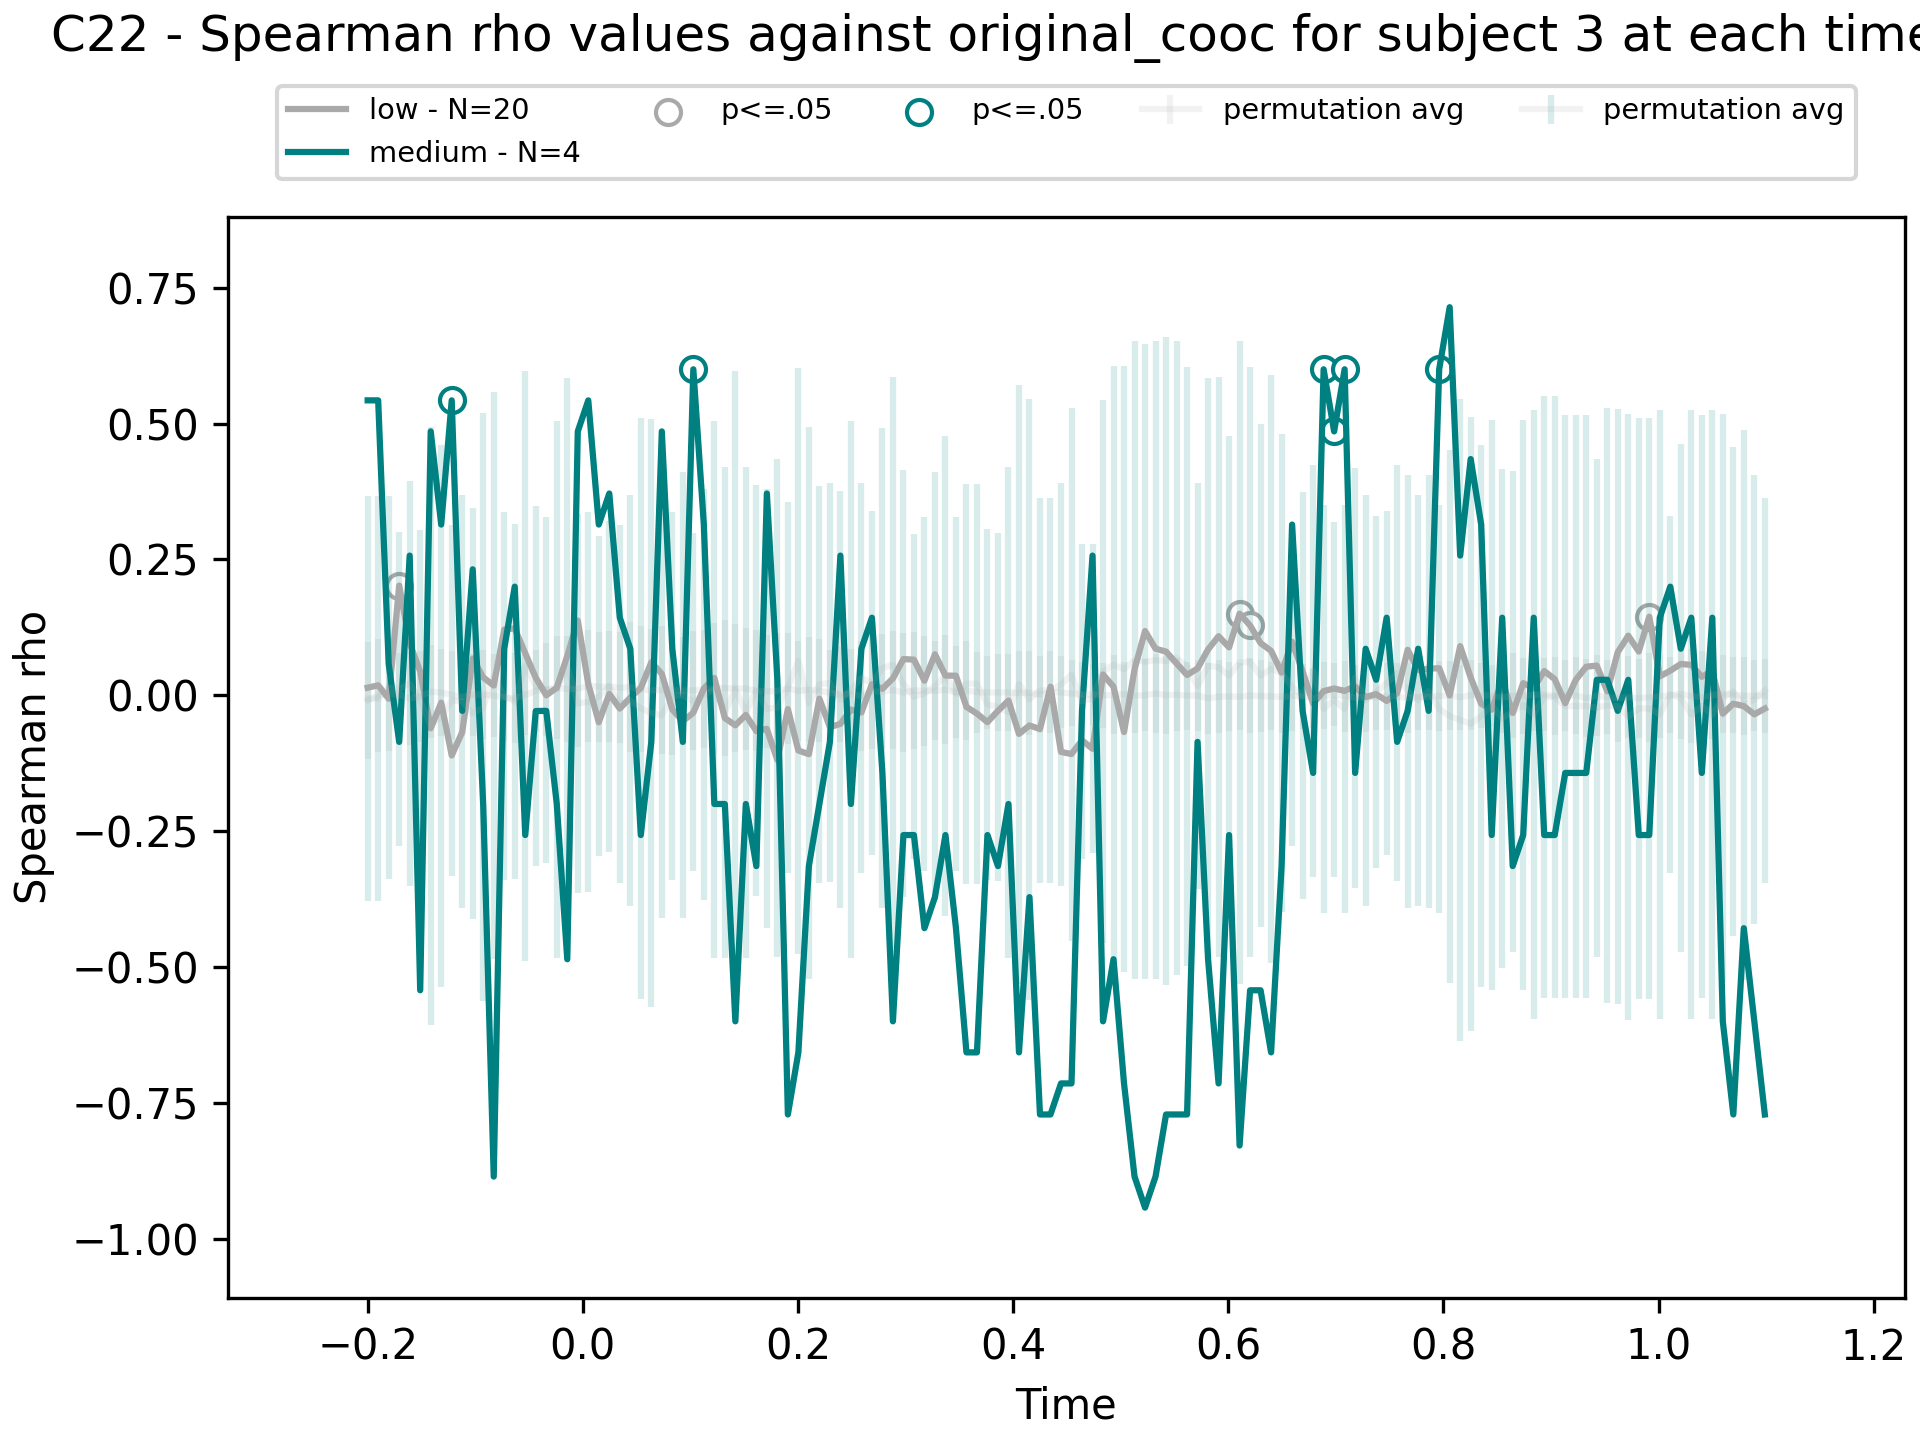 C22 - Spearman rho values against original_cooc for subject 3 at each time
low - N=20
medium - N=4
p<=.05
p<=.05
permutation avg
permutation avg
0.75
0.50
0.25
0.00
−0.25
−0.50
−0.75
−1.00
Spearman rho
−0.2 0.0 0.2 0.4 0.6 0.8 1.0 1.2
Time